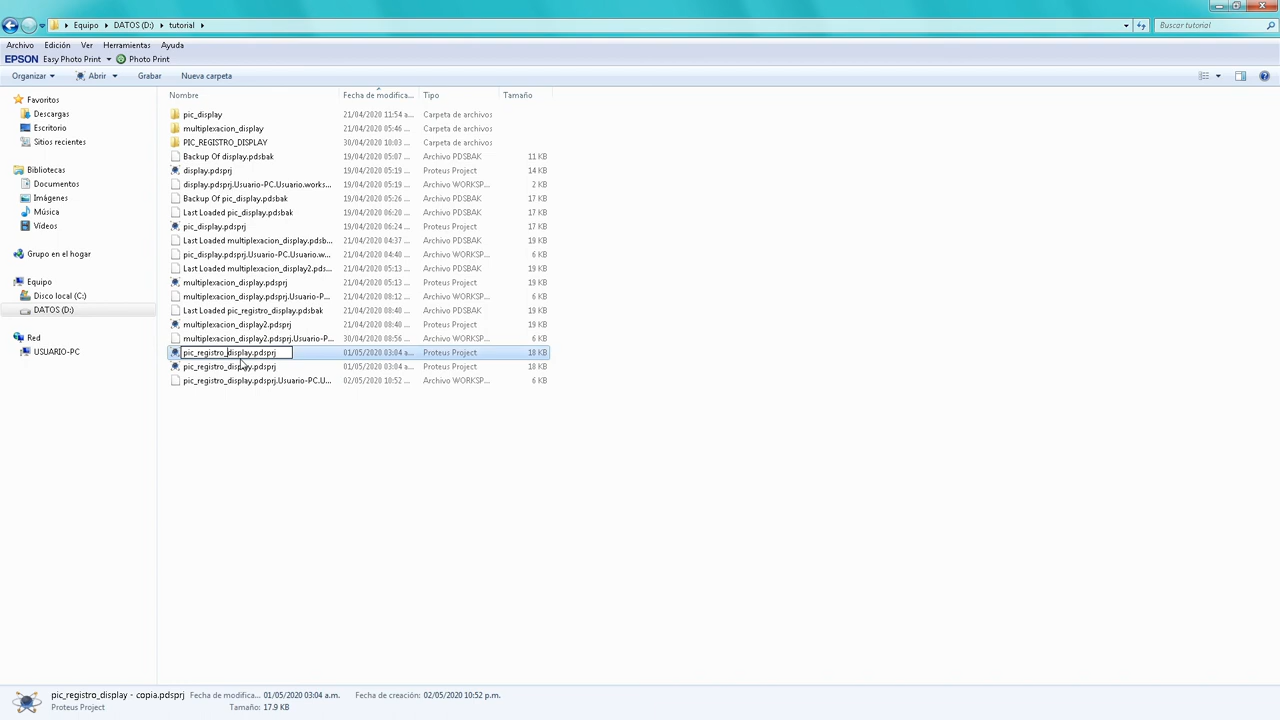 Equipo ▸ DATOS (D:) ▸ tutorial ▸
Buscar tutorial
Archivo Edición Ver Herramientas Ayuda
EPSON Easy Photo Print Photo Print
Organizar Abrir Grabar Nueva carpeta
Nombre Fecha de modifica... Tipo Tamaño
Favoritos
Descargas
Escritorio
Sitios recientes
Bibliotecas
Documentos
Imágenes
Música
Vídeos
Grupo en el hogar
Equipo
Disco local (C:)
DATOS (D:)
Red
USUARIO-PC
pic_display 21/04/2020 11:54 a... Carpeta de archivos
multiplexacion_display 21/04/2020 05:46 ... Carpeta de archivos
PIC_REGISTRO_DISPLAY 30/04/2020 10:03 ... Carpeta de archivos
Backup Of display.pdsbak 19/04/2020 05:07 ... Archivo PDSBAK 11 KB
display.pdsprj 19/04/2020 05:19 ... Proteus Project 14 KB
display.pdsprj.Usuario-PC.Usuario.works... 19/04/2020 05:19 ... Archivo WORKSP... 2 KB
Backup Of pic_display.pdsbak 19/04/2020 05:26 ... Archivo PDSBAK 17 KB
Last Loaded pic_display.pdsbak 19/04/2020 06:20 ... Archivo PDSBAK 17 KB
pic_display.pdsprj 19/04/2020 06:24 ... Proteus Project 17 KB
Last Loaded multiplexacion_display.pdsb... 21/04/2020 04:37 ... Archivo PDSBAK 19 KB
pic_display.pdsprj.Usuario-PC.Usuario.w... 21/04/2020 04:40 ... Archivo WORKSP... 6 KB
Last Loaded multiplexacion_display2.pds... 21/04/2020 05:13 ... Archivo PDSBAK 19 KB
multiplexacion_display.pdsprj 21/04/2020 05:13 ... Proteus Project 19 KB
multiplexacion_display.pdsprj.Usuario-P... 21/04/2020 08:12 ... Archivo WORKSP... 6 KB
Last Loaded pic_registro_display.pdsbak 21/04/2020 08:40 ... Archivo PDSBAK 19 KB
multiplexacion_display2.pdsprj 21/04/2020 08:40 ... Proteus Project 19 KB
multiplexacion_display2.pdsprj.Usuario-P... 30/04/2020 08:56 ... Archivo WORKSP... 6 KB
pic_registro_display.pdsprj 01/05/2020 03:04 a... Proteus Project 18 KB
pic_registro_display.pdsprj 01/05/2020 03:04 a... Proteus Project 18 KB
pic_registro_display.pdsprj.Usuario-PC.U... 02/05/2020 10:52 ... Archivo WORKSP... 6 KB
pic_registro_display - copia.pdsprj Fecha de modifica... 01/05/2020 03:04 a.m. Fecha de creación: 02/05/2020 10:52 p.m.
Proteus Project Tamaño: 17.9 KB